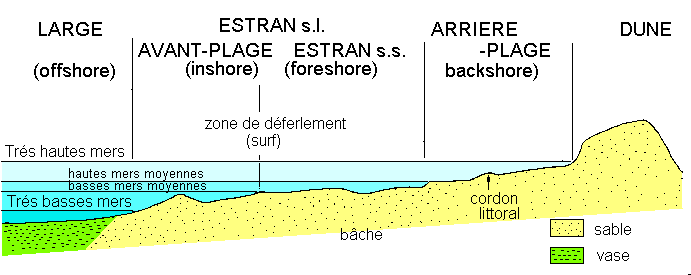 LARGE
(offshore)
ESTRAN s.l.
AVANT-PLAGE
(inshore)
ESTRAN s.s.
(foreshore)
ARRIERE
-PLAGE
backshore)
DUNE
zone de déferlement
(surf)
Trés hautes mers
hautes mers moyennes
basses mers moyennes
Trés basses mers
cordon
littoral
bâche
sable
vase